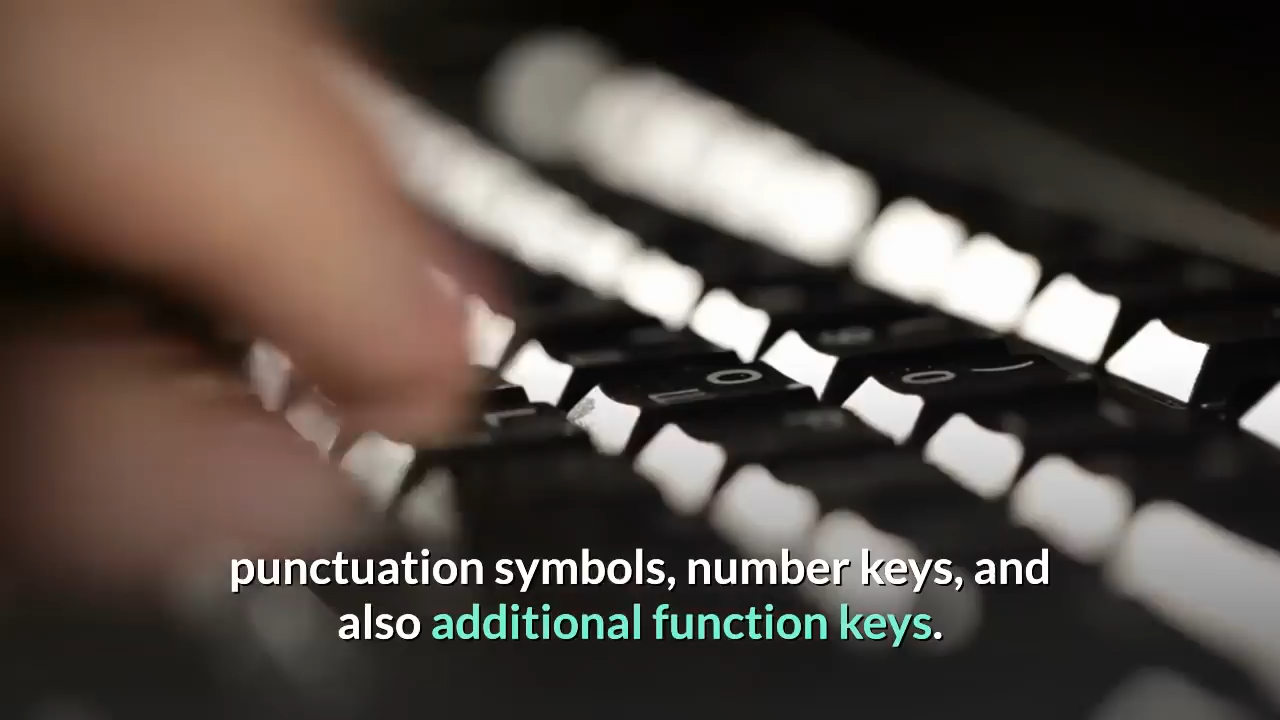 punctuation symbols, number keys, and
also additional function keys.